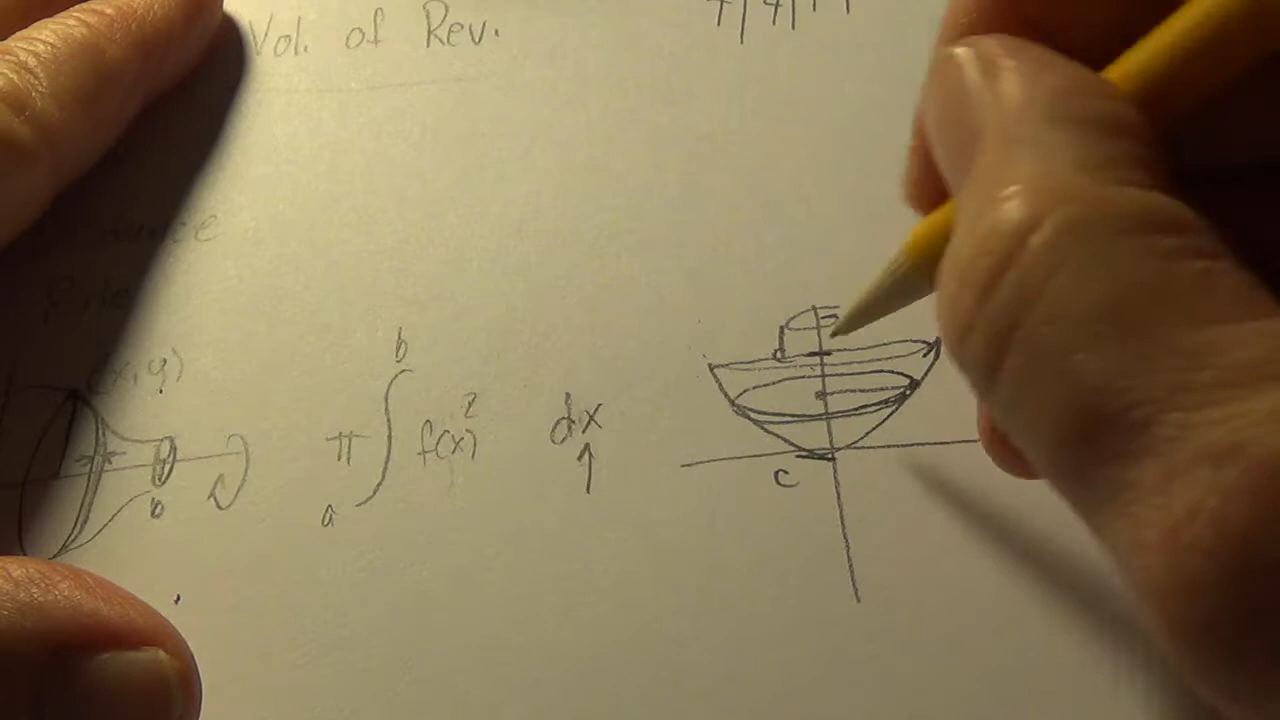 Vol. of Rev.
(x,y)
b
π ∫ f(x)² dx
a
↑
b
d
c